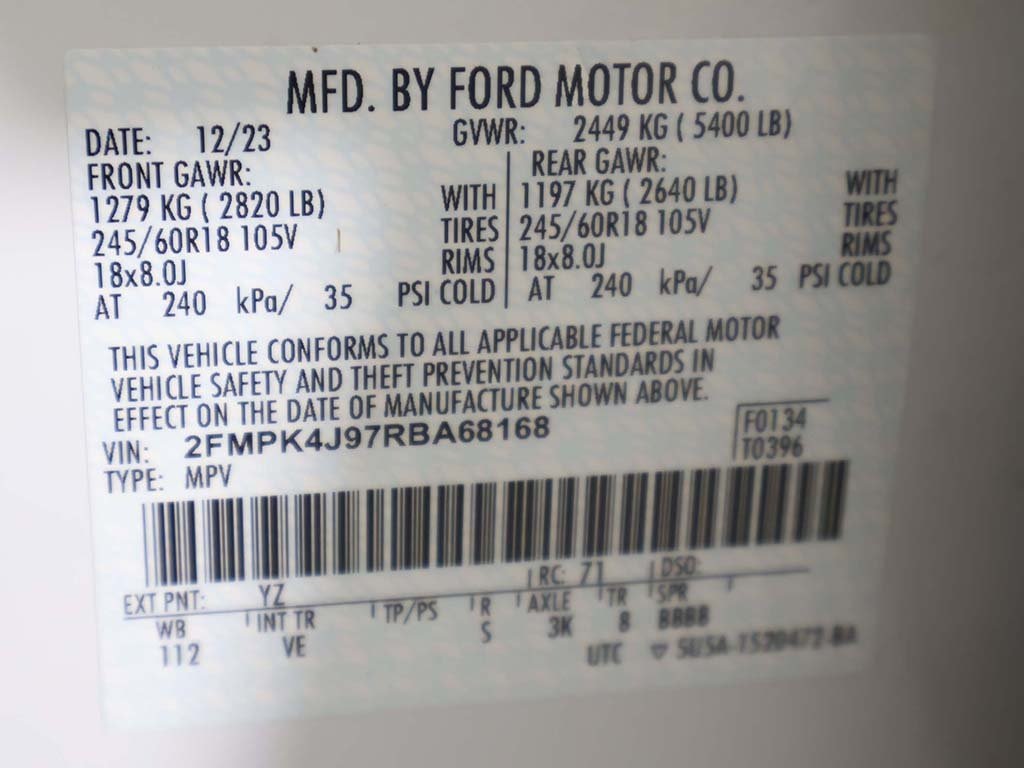 MFD. BY FORD MOTOR CO.
DATE: 12/23 GVWR: 2449 KG ( 5400 LB)
FRONT GAWR: REAR GAWR:
1279 KG ( 2820 LB) WITH 1197 KG ( 2640 LB) WITH
245/60R18 105V TIRES 245/60R18 105V TIRES
18x8.0J RIMS 18x8.0J RIMS
AT 240 kPa/ 35 PSI COLD AT 240 kPa/ 35 PSI COLD
THIS VEHICLE CONFORMS TO ALL APPLICABLE FEDERAL MOTOR
VEHICLE SAFETY AND THEFT PREVENTION STANDARDS IN
EFFECT ON THE DATE OF MANUFACTURE SHOWN ABOVE.
VIN: 2FMPK4J97RBA68168 F0134
TYPE: MPV T0396
EXT PNT: YZ RC: 71 DSO:
WB INT TR TP/PS R AXLE TR SPR
112 VE S 3K 8 BBBB
UTC